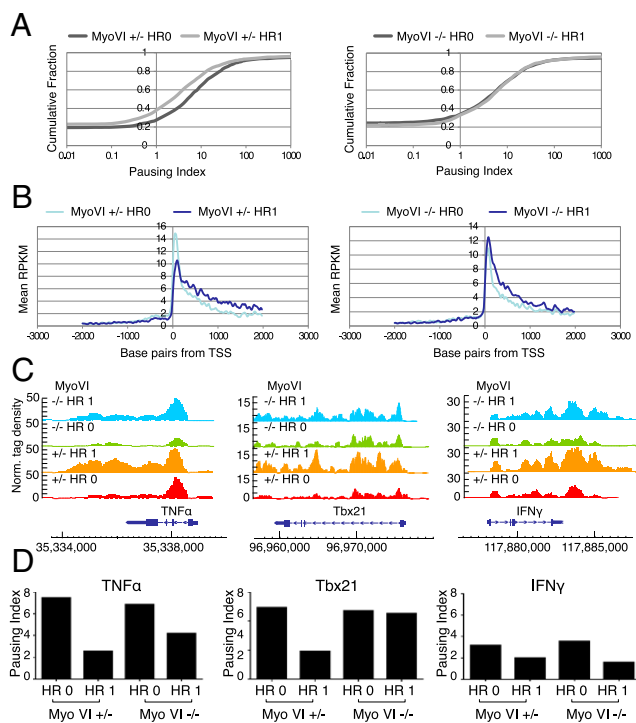 A
MyoVI +/- HR0 MyoVI +/- HR1
Cumulative Fraction
1
0.8
0.6
0.4
0.2
0
0.01 0.1 1 10 100 1000
Pausing Index
MyoVI -/- HR0 MyoVI -/- HR1
Cumulative Fraction
1
0.8
0.6
0.4
0.2
0
0.01 0.1 1 10 100 1000
Pausing Index
B
MyoVI +/- HR0 MyoVI +/- HR1
Mean RPKM
16
14
12
10
8
6
4
2
0
-3000 -2000 -1000 0 1000 2000 3000
Base pairs from TSS
MyoVI -/- HR0 MyoVI -/- HR1
Mean RPKM
16
14
12
10
8
6
4
2
0
-3000 -2000 -1000 0 1000 2000 3000
Base pairs from TSS
C
Norm. tag density
MyoVI
50 -/- HR 1
50 -/- HR 0
50 +/- HR 1
50 +/- HR 0
0
TNFα
35,334,000 35,338,000
MyoVI
15 -/- HR 1
15 -/- HR 0
15 +/- HR 1
15 +/- HR 0
0
Tbx21
96,960,000 96,970,000
MyoVI
30 -/- HR 1
30 -/- HR 0
30 +/- HR 1
30 +/- HR 0
0
IFNγ
117,880,000 117,885,000
D
TNFα
Pausing Index
8
6
4
2
0
HR 0 HR 1 HR 0 HR 1
Myo VI +/- Myo VI -/-
Tbx21
Pausing Index
8
6
4
2
0
HR 0 HR 1 HR 0 HR 1
Myo VI +/- Myo VI -/-
IFNγ
Pausing Index
8
6
4
2
0
HR 0 HR 1 HR 0 HR 1
Myo VI +/- Myo VI -/-